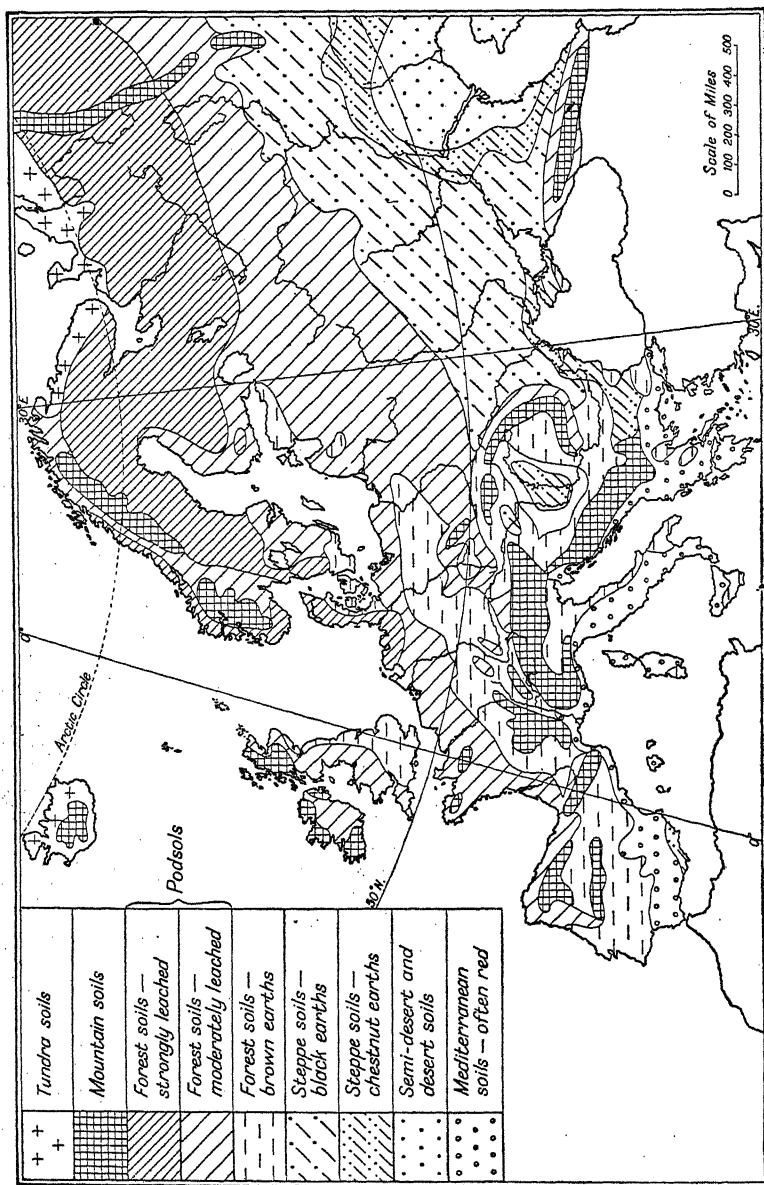 Tundra soils
Mountain soils
Forest soils —
strongly leached
Forest soils —
moderately leached
Podsols
Forest soils —
brown earths
Steppe soils —
black earths
Steppe soils —
chestnut earths
Semi-desert and
desert soils
Mediterranean
soils — often red
Arctic Circle
0°
30°E
50°N.
0°
30°E.
Scale of Miles
0 100 200 300 400 500